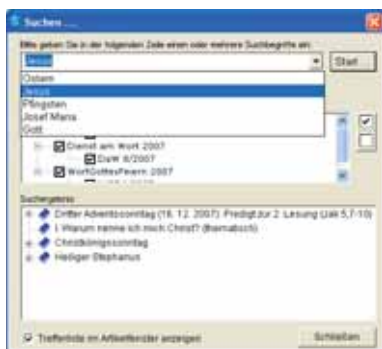 Suchen ...
Bitte geben Sie in der folgenden Zeile einen oder mehrere Suchbegriffe ein:
Jesus
Start
Ostern
Jesus
Pfingsten
Josef Maria
Gott
Dienst am Wort 2007
DaW 6/2007
WortGottesFeiern 2007
Suchergebnis
Dritter Adventssonntag (16. 12. 2007): Predigt zur 2. Lesung (Jak 5,7-10)
I. Warum nenne ich mich Christ? (thematisch)
Christkönigssonntag
Heiliger Stephanus
Trefferliste im Artikelfenster anzeigen
Schließen